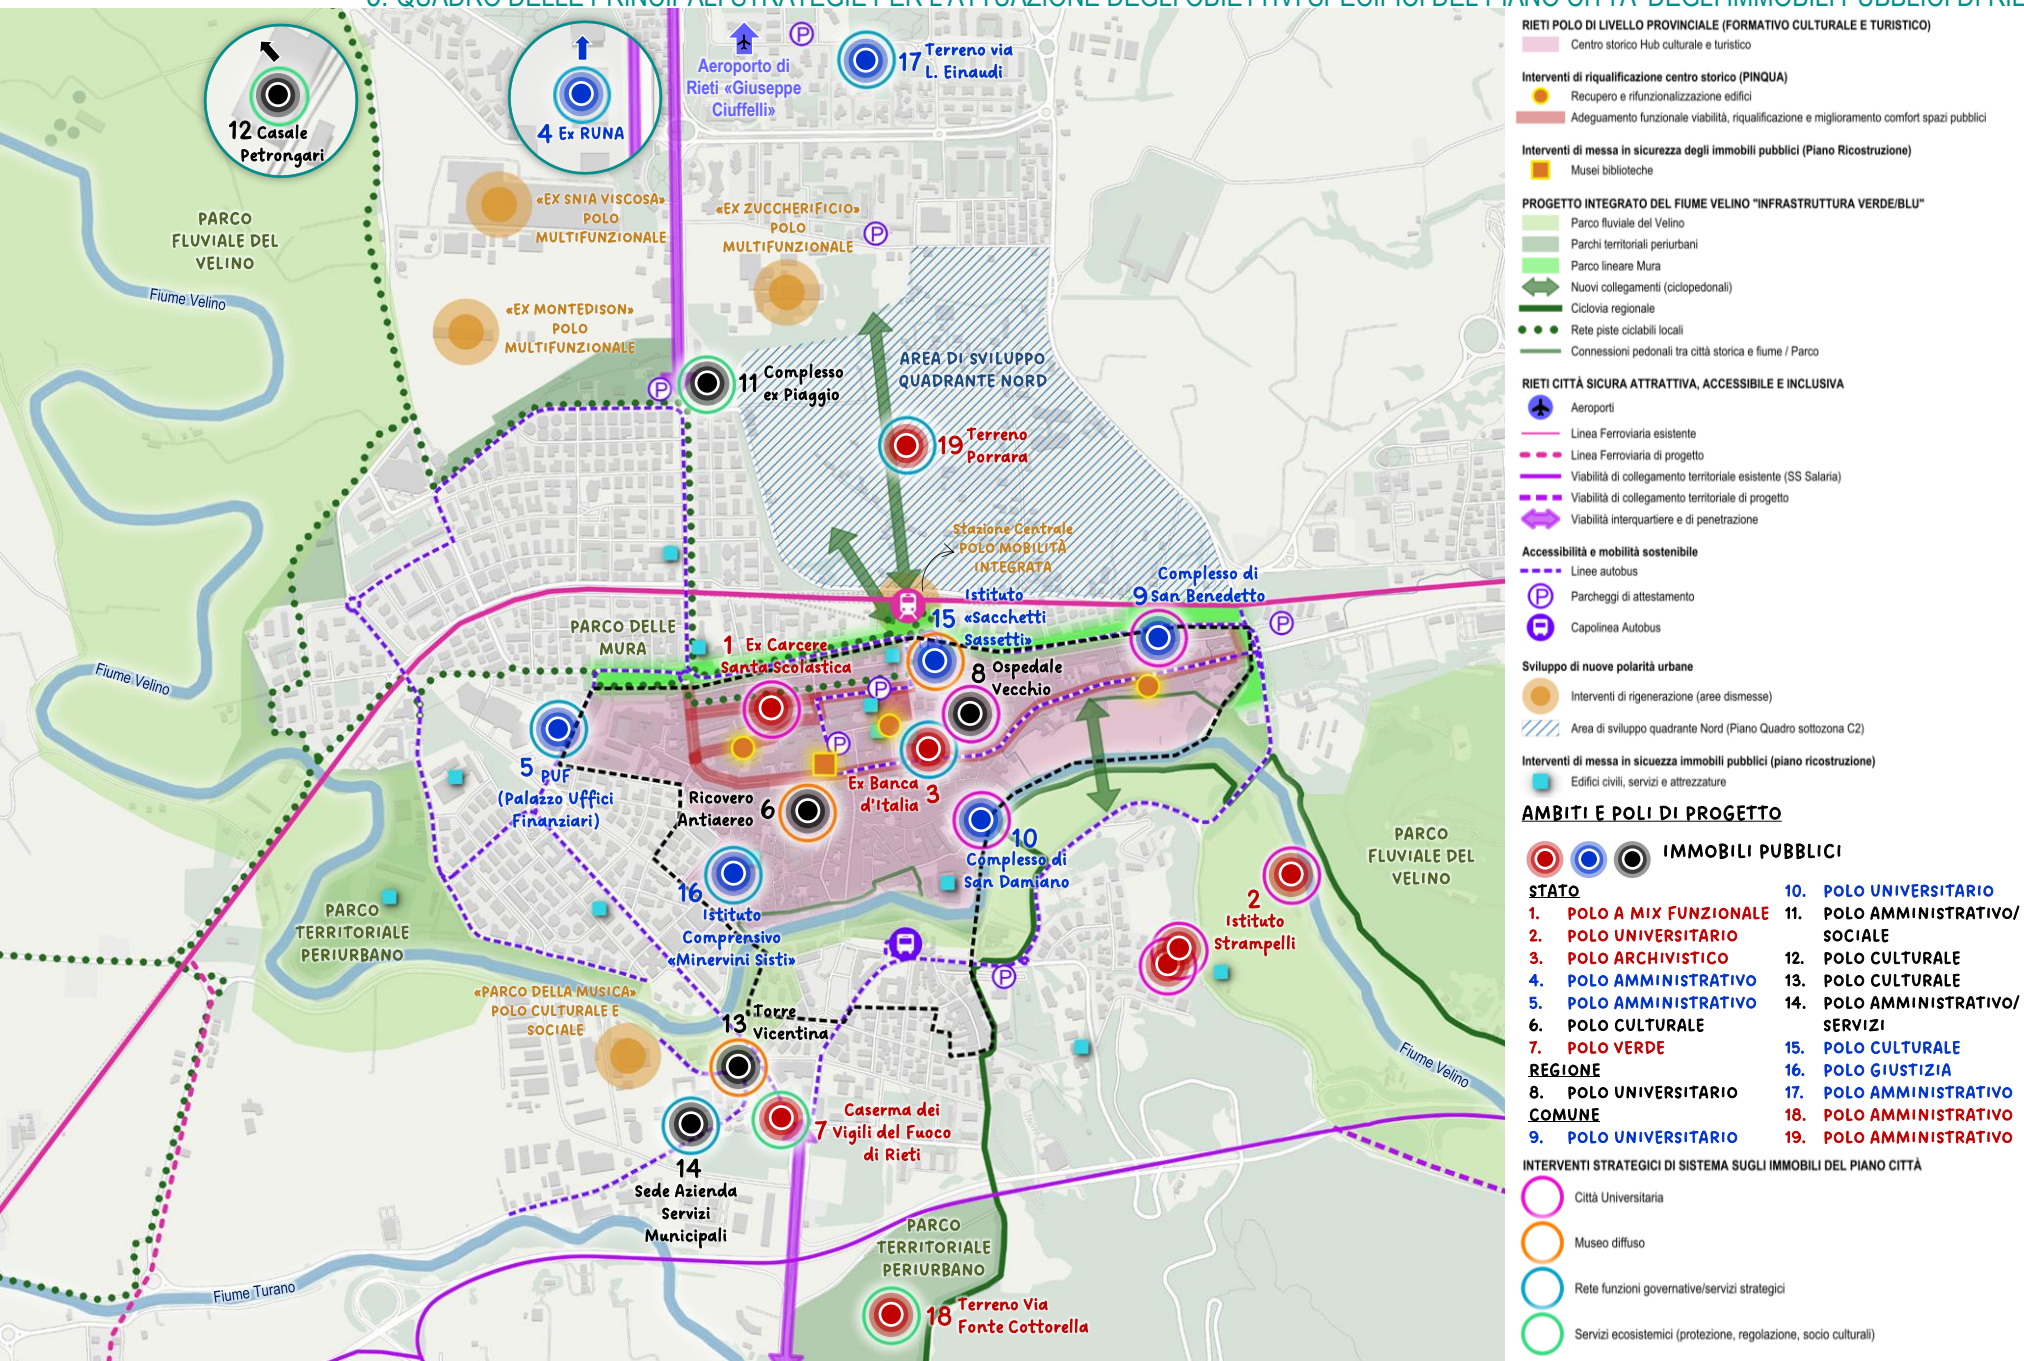 3. QUADRO DELLE PRINCIPALI STRATEGIE PER L'ATTUAZIONE DEGLI OBIETTIVI SPECIFICI DEL PIANO CITTA' DEGLI IMMOBILI PUBBLICI DI RIE
12 Casale
Petrongari
4 Ex RUNA
Aeroporto di
Rieti «Giuseppe
Ciuffelli»
P
17 Terreno via
L. Einaudi
PARCO
FLUVIALE DEL
VELINO
Fiume Velino
«EX SNIA VISCOSA»
POLO
MULTIFUNZIONALE
«EX ZUCCHERIFICIO»
POLO
MULTIFUNZIONALE
P
«EX MONTEDISON»
POLO
MULTIFUNZIONALE
P
11 Complesso
ex Piaggio
AREA DI SVILUPPO
QUADRANTE NORD
19 Terreno
Porrara
Stazione Centrale
POLO MOBILITÀ
INTEGRATA
PARCO DELLE
MURA
Fiume Velino
1 Ex Carcere
Santa Scolastica
15 Istituto
«Sacchetti
Sassetti»
9 Complesso di
San Benedetto
P
8 Ospedale
Vecchio
P
P
5 PUF
(Palazzo Uffici
Finanziari)
Ricovero
Antiaereo 6
Ex Banca
d'Italia 3
10
Complesso di
San Damiano
16
Istituto
Comprensivo
«Minervini Sisti»
2
Istituto
Strampelli
PARCO
FLUVIALE DEL
VELINO
PARCO
TERRITORIALE
PERIURBANO
P
«PARCO DELLA MUSICA»
POLO CULTURALE E
SOCIALE
13 Torre
Vicentina
Fiume Velino
7 Caserma dei
Vigili del Fuoco
di Rieti
14
Sede Azienda
Servizi
Municipali
PARCO
TERRITORIALE
PERIURBANO
Fiume Turano
18 Terreno Via
Fonte Cottorella
RIETI POLO DI LIVELLO PROVINCIALE (FORMATIVO CULTURALE E TURISTICO)
Centro storico Hub culturale e turistico
Interventi di riqualificazione centro storico (PINQUA)
Recupero e rifunzionalizzazione edifici
Adeguamento funzionale viabilità, riqualificazione e miglioramento comfort spazi pubblici
Interventi di messa in sicurezza degli immobili pubblici (Piano Ricostruzione)
Musei biblioteche
PROGETTO INTEGRATO DEL FIUME VELINO "INFRASTRUTTURA VERDE/BLU"
Parco fluviale del Velino
Parchi territoriali periurbani
Parco lineare Mura
Nuovi collegamenti (ciclopedonali)
Ciclovia regionale
Rete piste ciclabili locali
Connessioni pedonali tra città storica e fiume / Parco
RIETI CITTÀ SICURA ATTRATTIVA, ACCESSIBILE E INCLUSIVA
Aeroporti
Linea Ferroviaria esistente
Linea Ferroviaria di progetto
Viabilità di collegamento territoriale esistente (SS Salaria)
Viabilità di collegamento territoriale di progetto
Viabilità interquartiere e di penetrazione
Accessibilità e mobilità sostenibile
Linee autobus
P Parcheggi di attestamento
Capolinea Autobus
Sviluppo di nuove polarità urbane
Interventi di rigenerazione (aree dismesse)
Area di sviluppo quadrante Nord (Piano Quadro sottozona C2)
Interventi di messa in sicuezza immobili pubblici (piano ricostruzione)
Edifici civili, servizi e attrezzature
AMBITI E POLI DI PROGETTO
IMMOBILI PUBBLICI
STATO
1. POLO A MIX FUNZIONALE
2. POLO UNIVERSITARIO
3. POLO ARCHIVISTICO
4. POLO AMMINISTRATIVO
5. POLO AMMINISTRATIVO
6. POLO CULTURALE
7. POLO VERDE
REGIONE
8. POLO UNIVERSITARIO
COMUNE
9. POLO UNIVERSITARIO
10. POLO UNIVERSITARIO
11. POLO AMMINISTRATIVO/
SOCIALE
12. POLO CULTURALE
13. POLO CULTURALE
14. POLO AMMINISTRATIVO/
SERVIZI
15. POLO CULTURALE
16. POLO GIUSTIZIA
17. POLO AMMINISTRATIVO
18. POLO AMMINISTRATIVO
19. POLO AMMINISTRATIVO
INTERVENTI STRATEGICI DI SISTEMA SUGLI IMMOBILI DEL PIANO CITTÀ
Città Universitaria
Museo diffuso
Rete funzioni governative/servizi strategici
Servizi ecosistemici (protezione, regolazione, socio culturali)